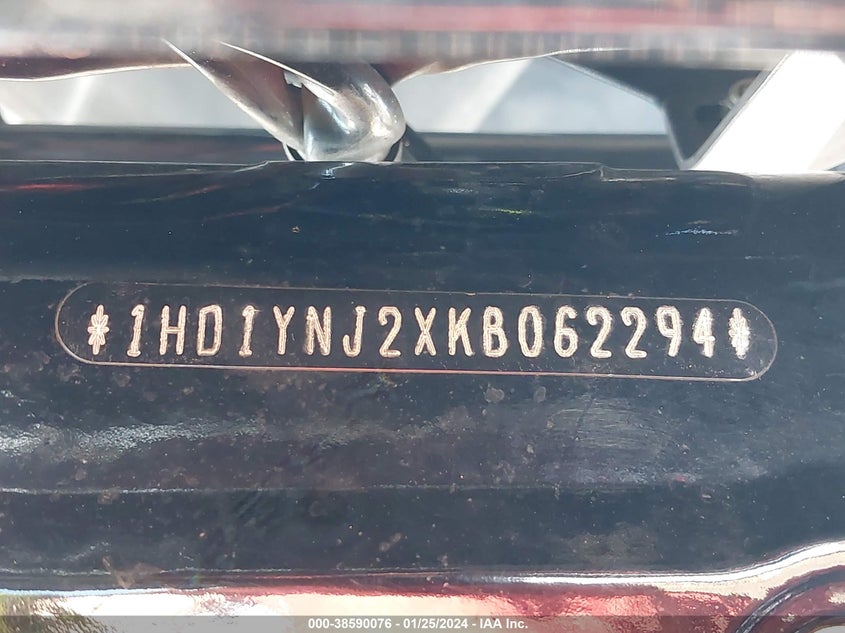 *1HD1YNJ2XKB062294*
000-38590076 - 01/25/2024 - IAA Inc.